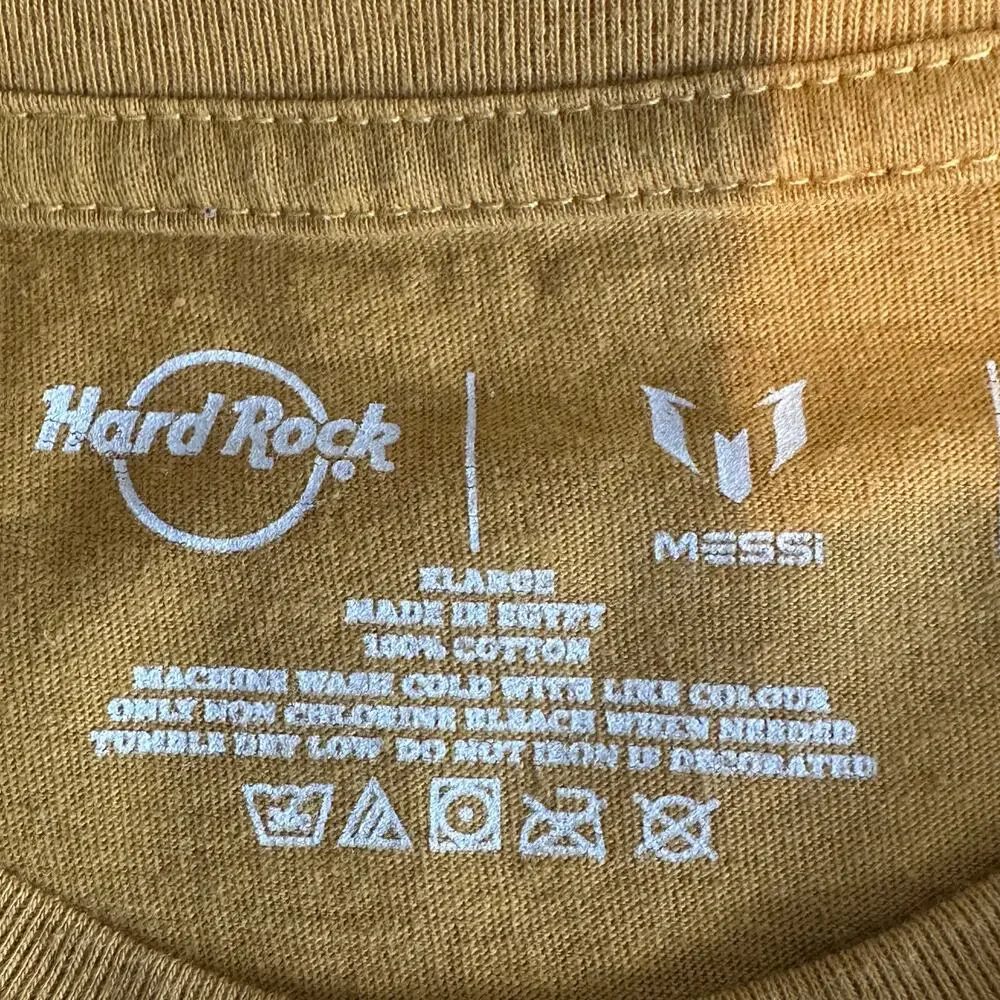 Hard Rock
MESSI
XLARGE
MADE IN EGYPT
100% COTTON
MACHINE WASH COLD WITH LIKE COLOUR
ONLY NON CHLORINE BLEACH WHEN NEEDED
TUMBLE DRY LOW DO NOT IRON IF DECORATED